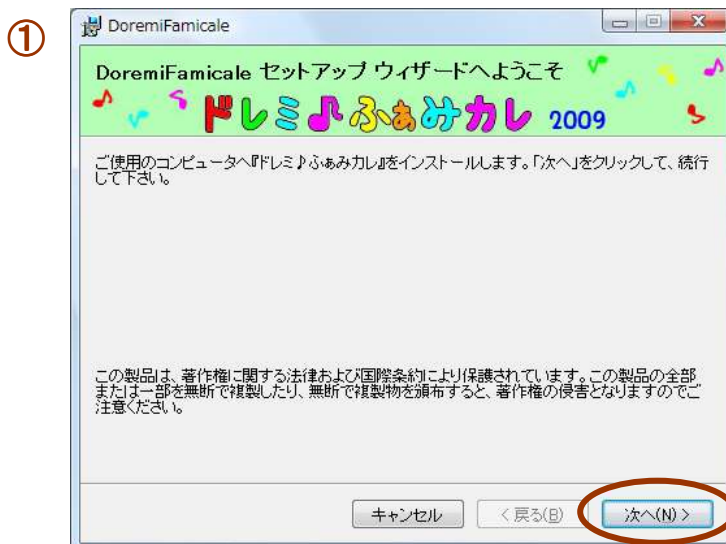 ①
DoremiFamicale
DoremiFamicale セットアップ ウィザードへようこそ
ドレミ♪ふぁみカレ 2009
ご使用のコンピュータへ『ドレミ♪ふぁみカレ』をインストールします。「次へ」をクリックして、続行
して下さい。
この製品は、著作権に関する法律および国際条約により保護されています。この製品の全部
または一部を無断で複製したり、無断で複製物を頒布すると、著作権の侵害となりますのでご
注意ください。
キャンセル < 戻る(B) 次へ(N) >